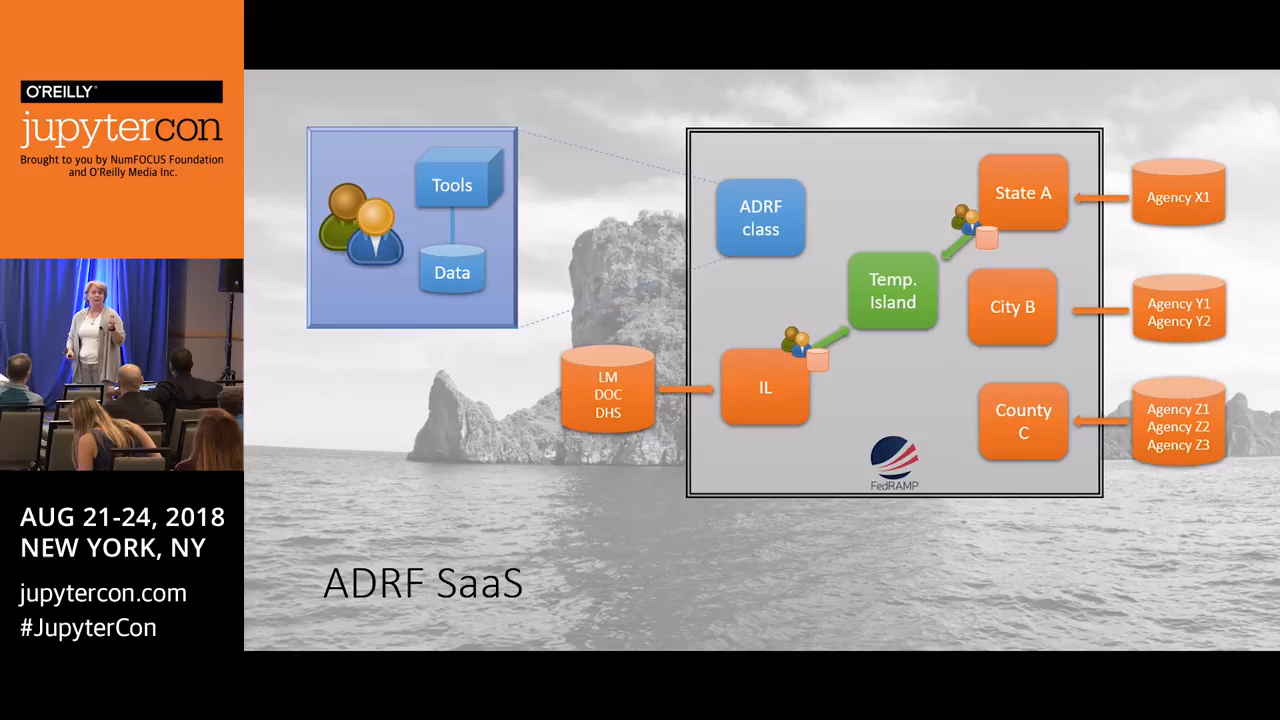 O'REILLY®
jupytercon
Brought to you by NumFOCUS Foundation
and O'Reilly Media Inc.
AUG 21-24, 2018
NEW YORK, NY
jupytercon.com
#JupyterCon
Tools
Data
ADRF
class
State A
Agency X1
Temp.
Island
City B
Agency Y1
Agency Y2
LM
DOC
DHS
IL
County
C
Agency Z1
Agency Z2
Agency Z3
FedRAMP
ADRF SaaS